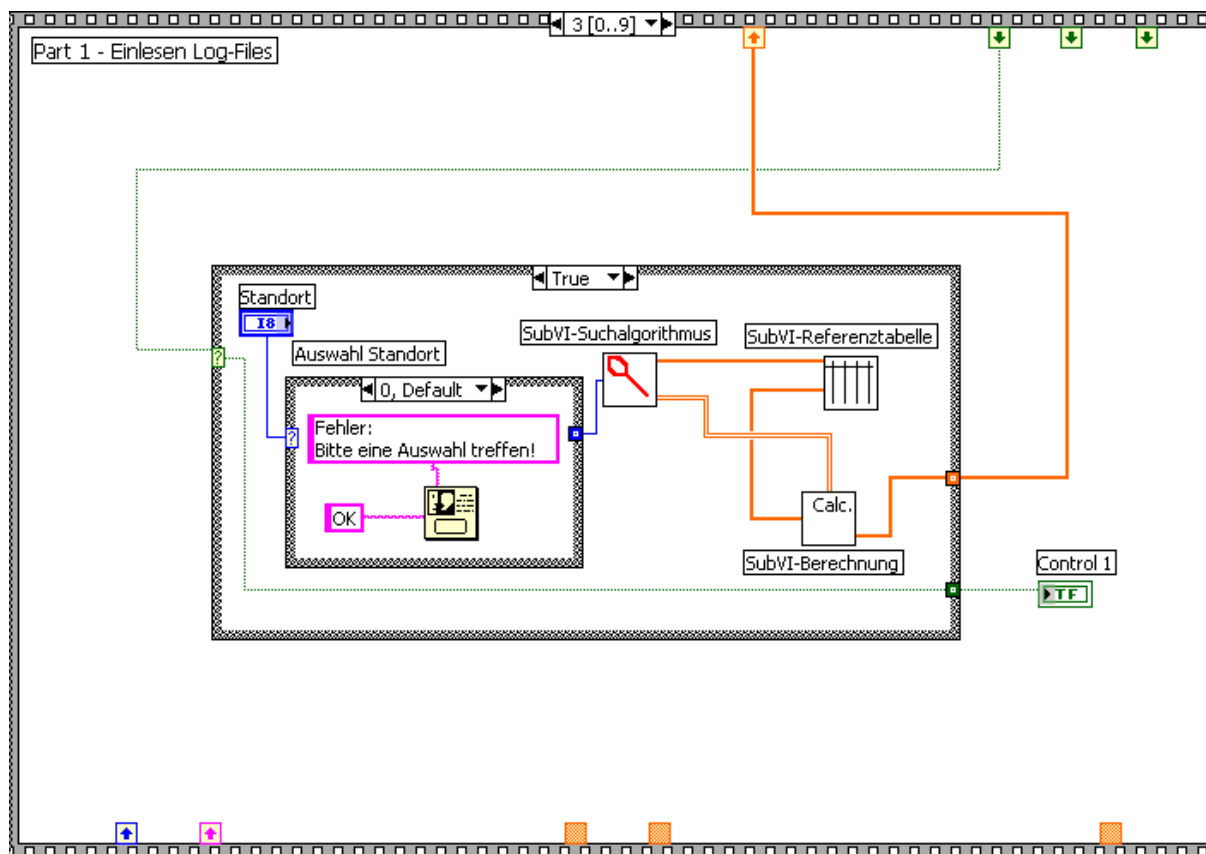 3 [0..9]
Part 1 - Einlesen Log-Files
True
Standort
I8
SubVI-Suchalgorithmus
SubVI-Referenztabelle
Auswahl Standort
?
0, Default
?
Fehler:
Bitte eine Auswahl treffen!
OK
Calc.
SubVI-Berechnung
Control 1
TF